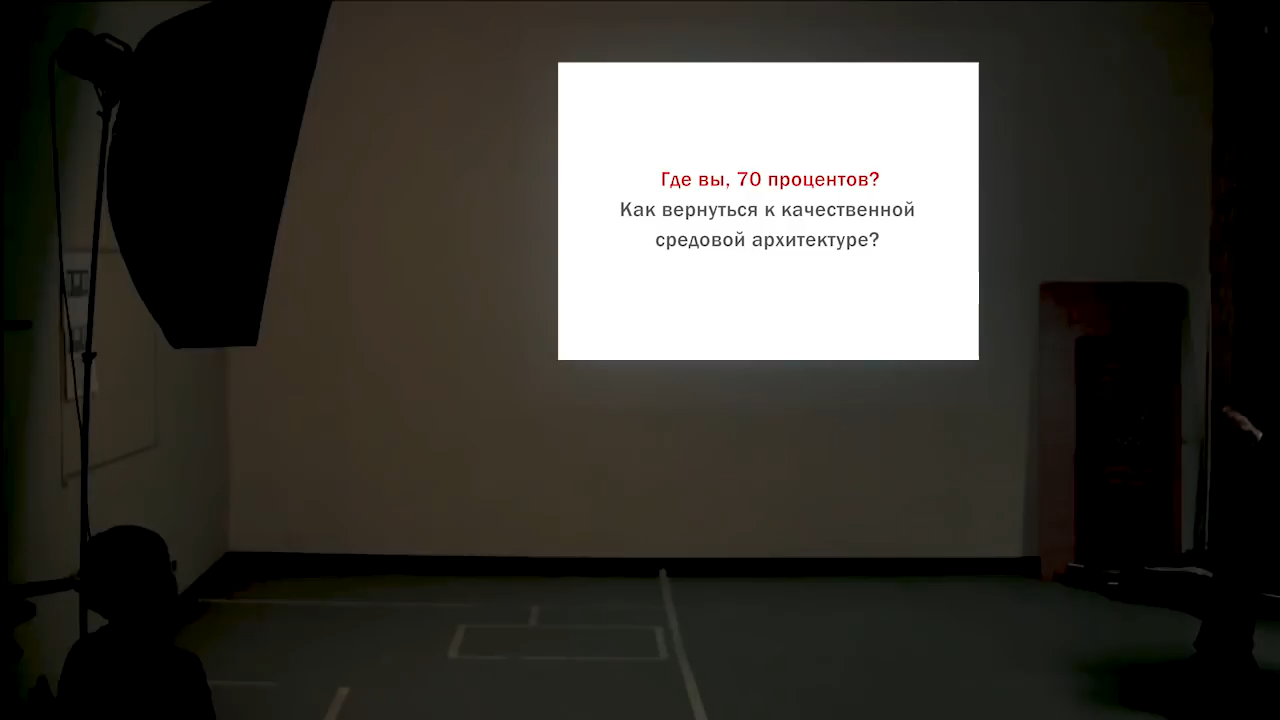 Где вы, 70 процентов?
Как вернуться к качественной
средовой архитектуре?